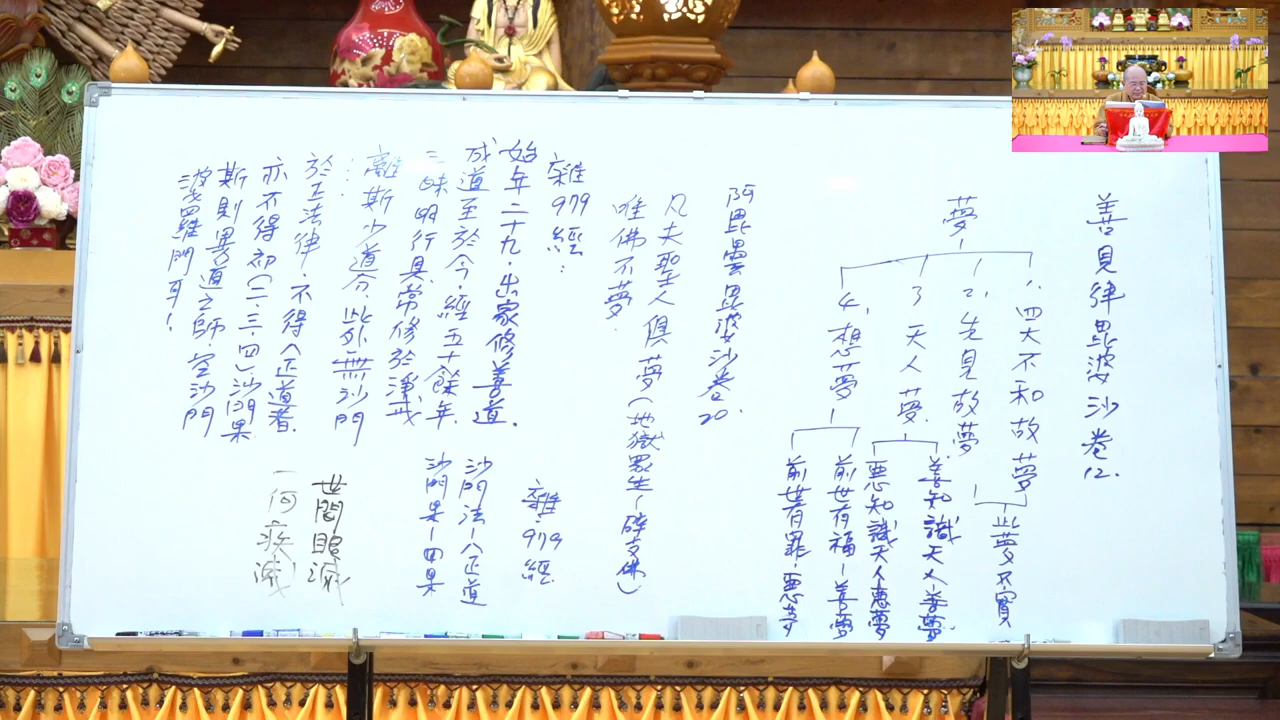 善見律毘婆沙卷12.
夢
1. 四大不和故夢
2. 先見故夢
此夢不實
3 天人夢.
善知識天人-善夢
惡知識天人惡夢
4. 想夢
前世有福-善夢
前世有罪-惡夢
阿毘曇毘婆沙卷20.
凡夫聖人俱夢(地獄眾生-辟支佛)
唯佛不夢.
雜979經:
始年二十九.出家修善道.
成道至於今.經五十餘年
三昧明行具.常修於淨戒
離斯少道分.此外無沙門
⋮
於正法律.不得八正道者.
亦不得初(二、三、四)沙門果
斯則異道之師 空沙門
婆羅門耳!
雜.979經.
沙門法-八正道
沙門果-四果
世間眼滅
一何疾滅